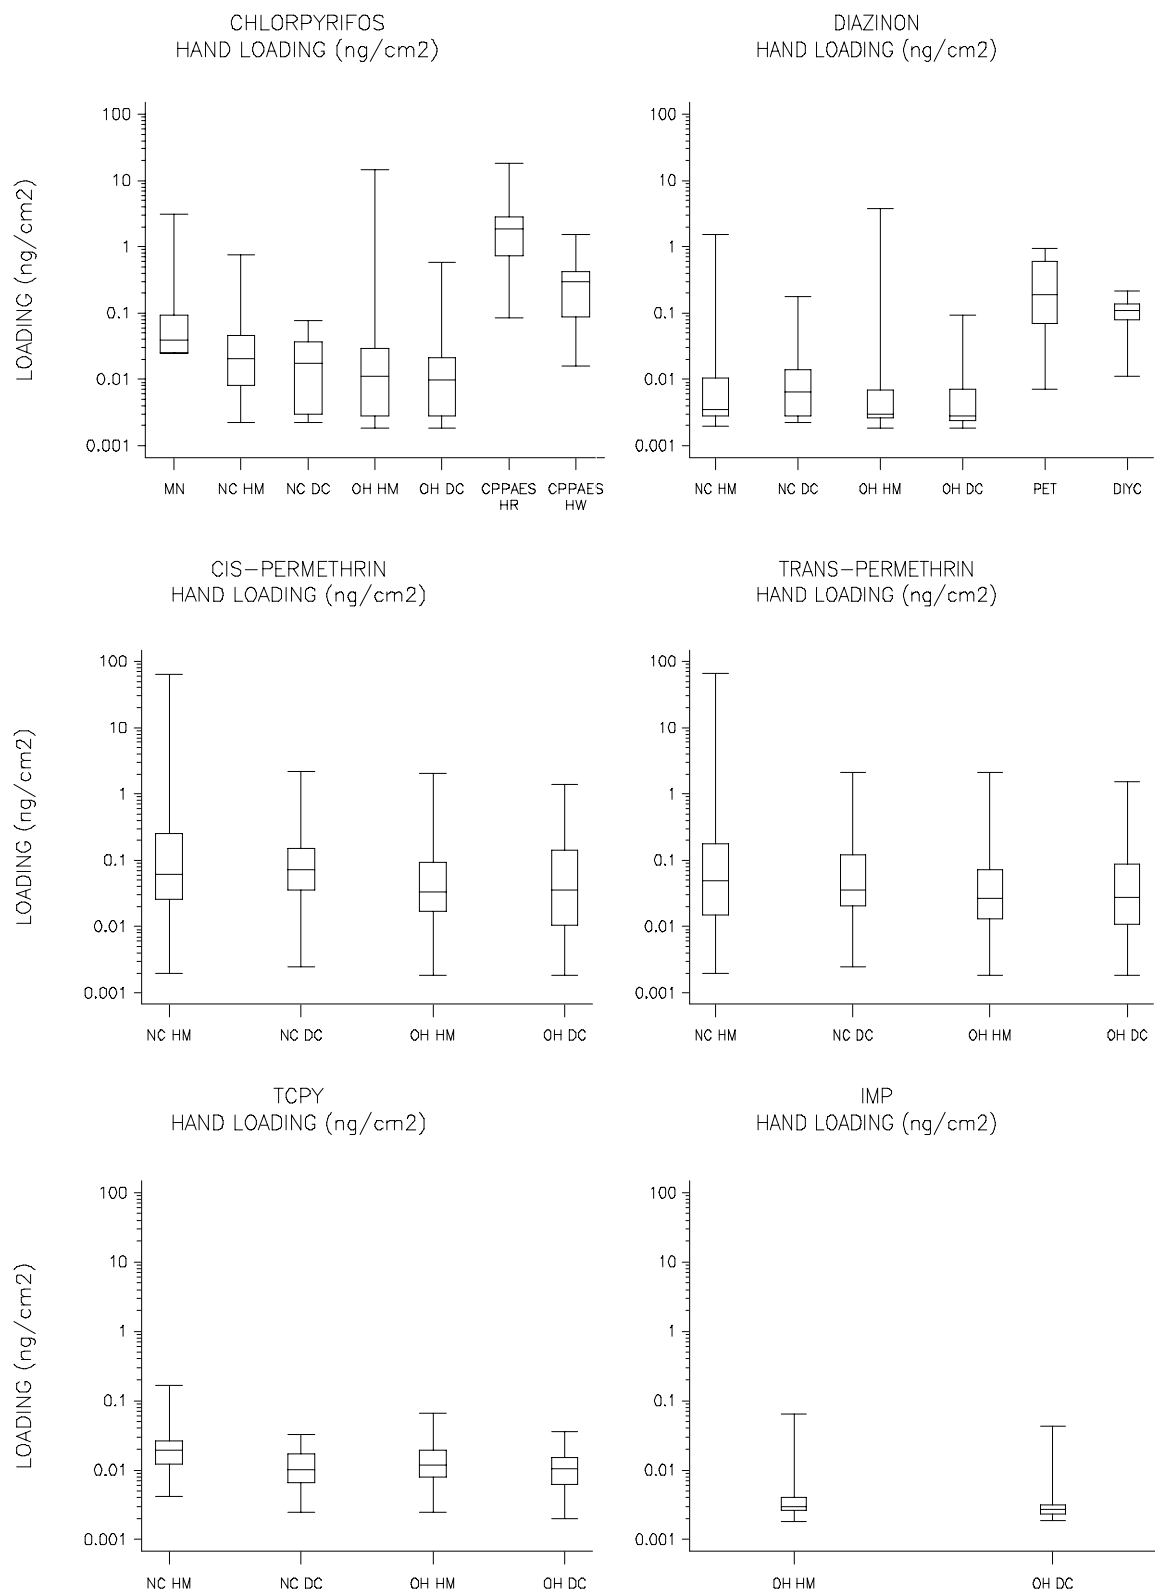 CHLORPYRIFOS
HAND LOADING (ng/cm2)
LOADING (ng/cm2)
100
10
1
0.1
0.01
0.001
MN NC HM NC DC OH HM OH DC CPPAES HR CPPAES HW
DIAZINON
HAND LOADING (ng/cm2)
100
10
1
0.1
0.01
0.001
NC HM NC DC OH HM OH DC PET DIYC
CIS-PERMETHRIN
HAND LOADING (ng/cm2)
LOADING (ng/cm2)
100
10
1
0.1
0.01
0.001
NC HM NC DC OH HM OH DC
TRANS-PERMETHRIN
HAND LOADING (ng/cm2)
100
10
1
0.1
0.01
0.001
NC HM NC DC OH HM OH DC
TCPY
HAND LOADING (ng/cm2)
LOADING (ng/cm2)
100
10
1
0.1
0.01
0.001
NC HM NC DC OH HM OH DC
IMP
HAND LOADING (ng/cm2)
100
10
1
0.1
0.01
0.001
OH HM OH DC